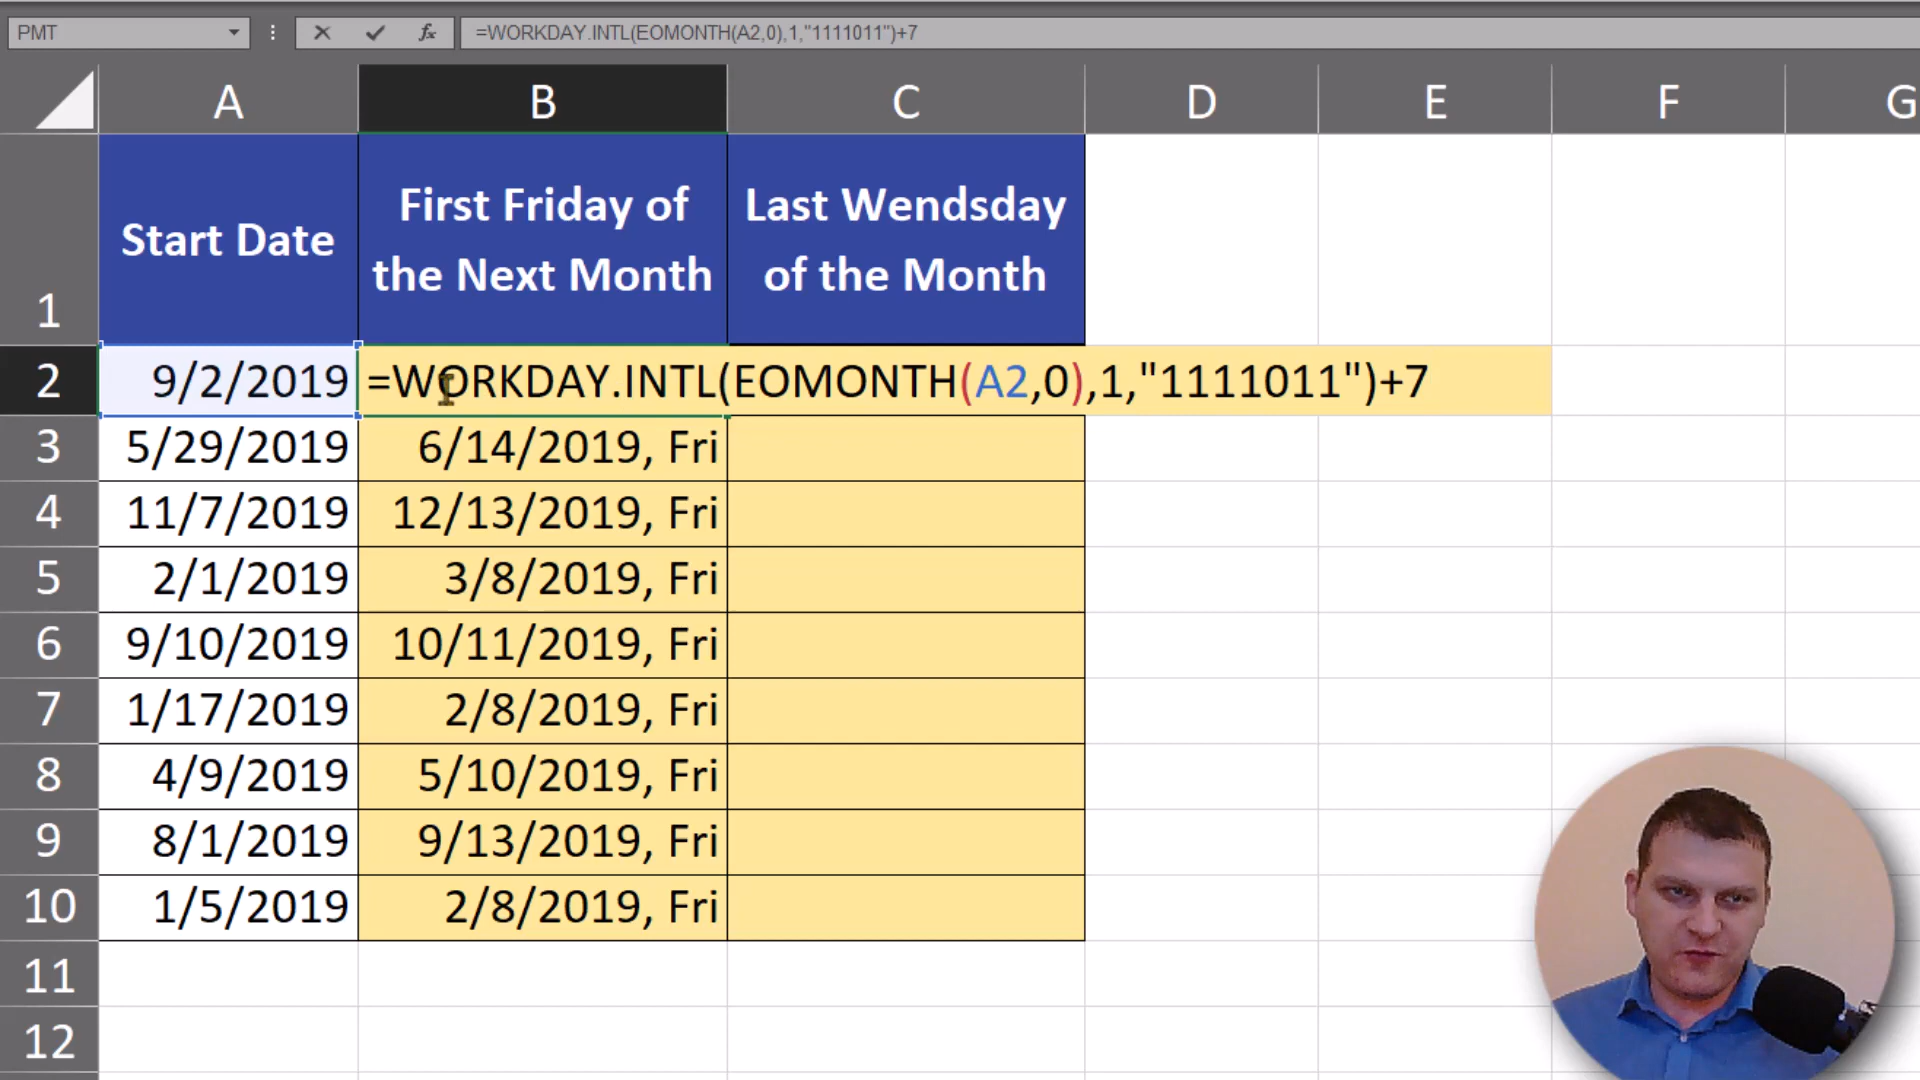 PMT
fx
=WORKDAY.INTL(EOMONTH(A2,0),1,"1111011")+7
A B C D E F G
1 Start Date First Friday of the Next Month Last Wendsday of the Month
2 9/2/2019 =WORKDAY.INTL(EOMONTH(A2,0),1,"1111011")+7
3 5/29/2019 6/14/2019, Fri
4 11/7/2019 12/13/2019, Fri
5 2/1/2019 3/8/2019, Fri
6 9/10/2019 10/11/2019, Fri
7 1/17/2019 2/8/2019, Fri
8 4/9/2019 5/10/2019, Fri
9 8/1/2019 9/13/2019, Fri
10 1/5/2019 2/8/2019, Fri
11
12